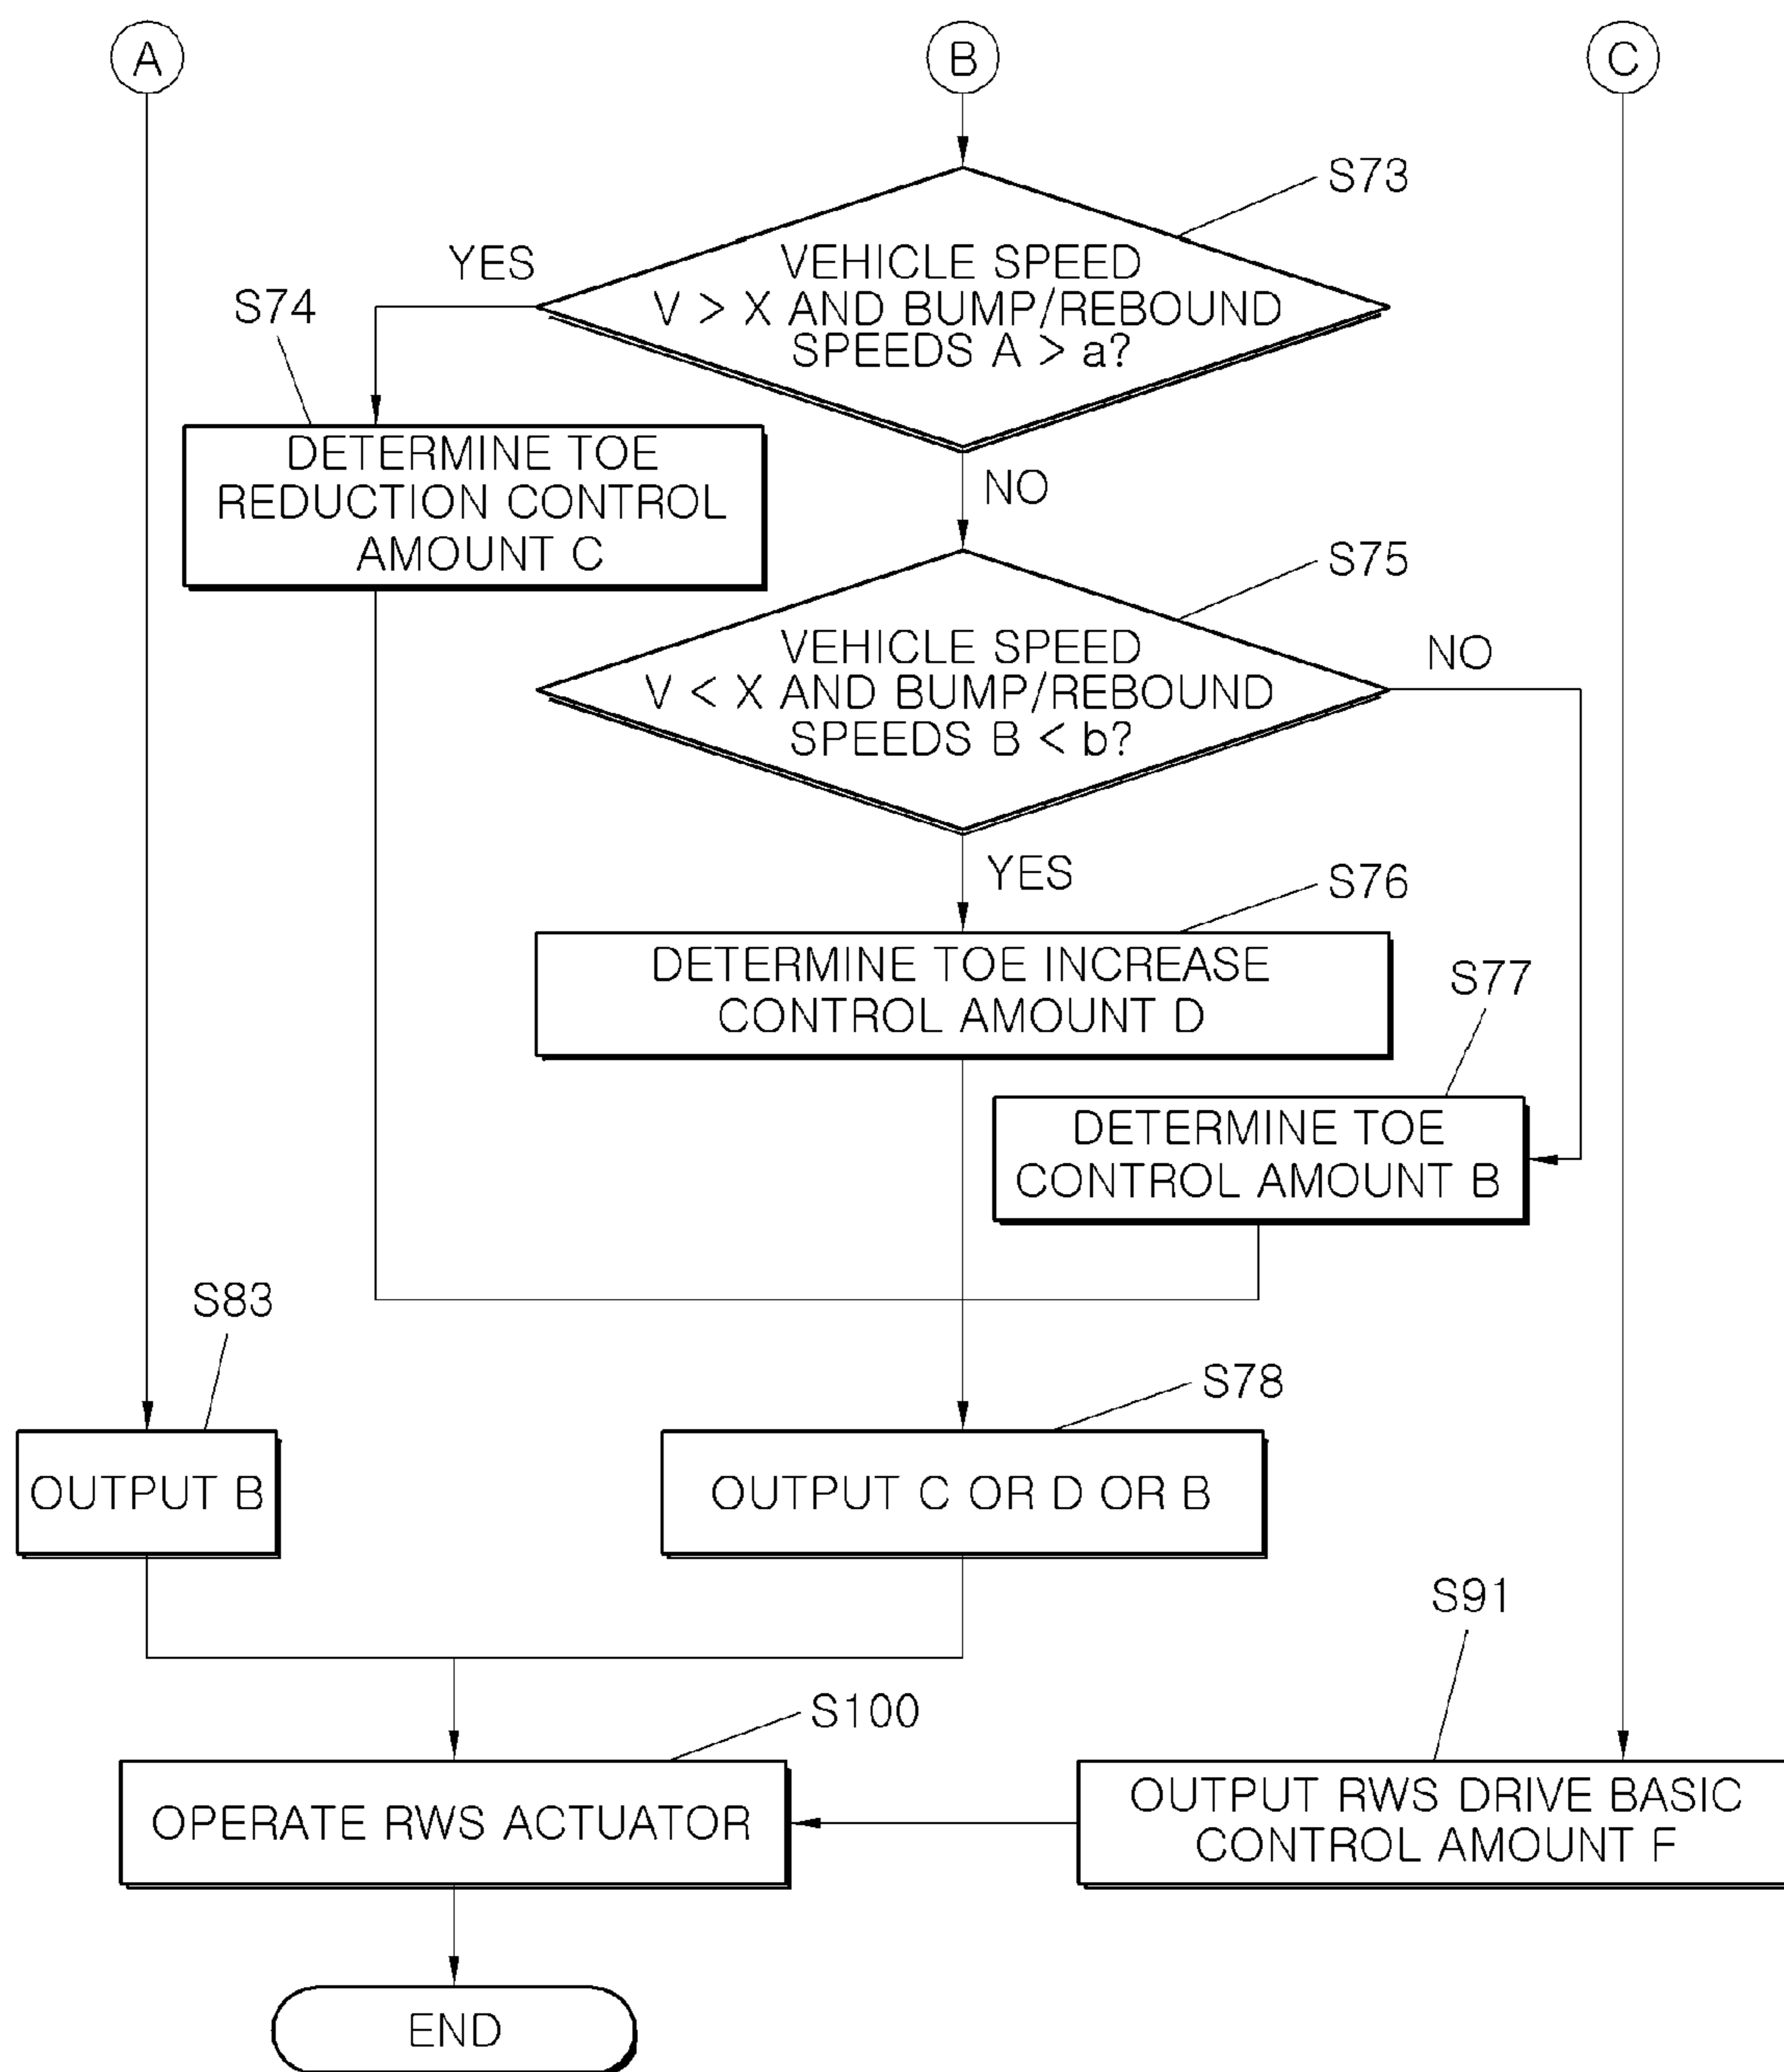 A
B
C
S73
VEHICLE SPEED
V > X AND BUMP/REBOUND
SPEEDS A > a?
YES
S74
DETERMINE TOE
REDUCTION CONTROL
AMOUNT C
NO
S75
VEHICLE SPEED
V < X AND BUMP/REBOUND
SPEEDS B < b?
NO
YES
S76
DETERMINE TOE INCREASE
CONTROL AMOUNT D
S77
DETERMINE TOE
CONTROL AMOUNT B
S83
S78
OUTPUT B
OUTPUT C OR D OR B
S91
S100
OPERATE RWS ACTUATOR
OUTPUT RWS DRIVE BASIC
CONTROL AMOUNT F
END